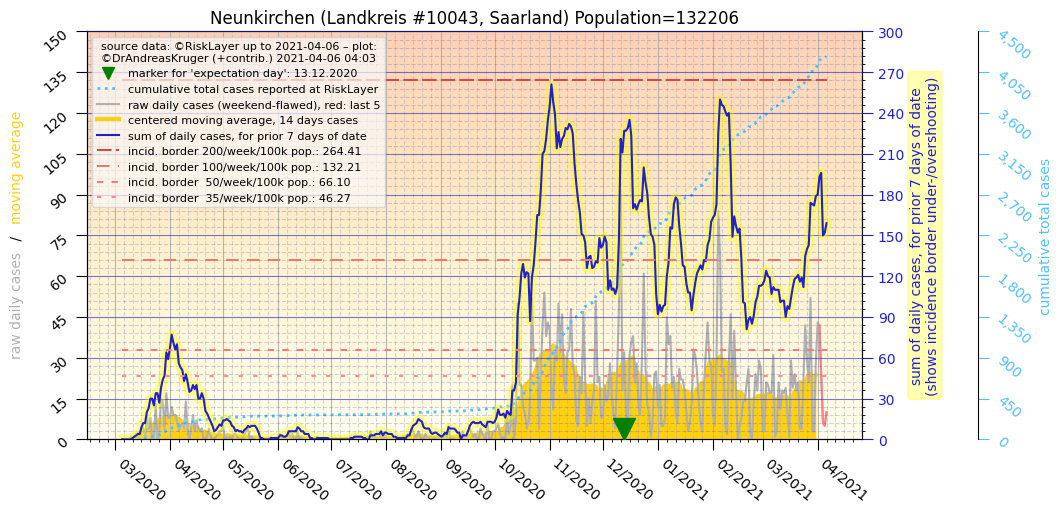 Neunkirchen (Landkreis #10043, Saarland) Population=132206
source data: ©RiskLayer up to 2021-04-06 – plot:
©DrAndreasKruger (+contrib.) 2021-04-06 04:03
marker for 'expectation day': 13.12.2020
cumulative total cases reported at RiskLayer
raw daily cases (weekend-flawed), red: last 5
centered moving average, 14 days cases
sum of daily cases, for prior 7 days of date
incid. border 200/week/100k pop.: 264.41
incid. border 100/week/100k pop.: 132.21
incid. border  50/week/100k pop.: 66.10
incid. border  35/week/100k pop.: 46.27
raw daily cases / moving average
150
135
120
105
90
75
60
45
30
15
0
03/2020
04/2020
05/2020
06/2020
07/2020
08/2020
09/2020
10/2020
11/2020
12/2020
01/2021
02/2021
03/2021
04/2021
300
270
240
210
180
150
120
90
60
30
0
sum of daily cases, for prior 7 days of date
(shows incidence border under-/overshooting)
4,500
4,050
3,600
3,150
2,700
2,250
1,800
1,350
900
450
0
cumulative total cases